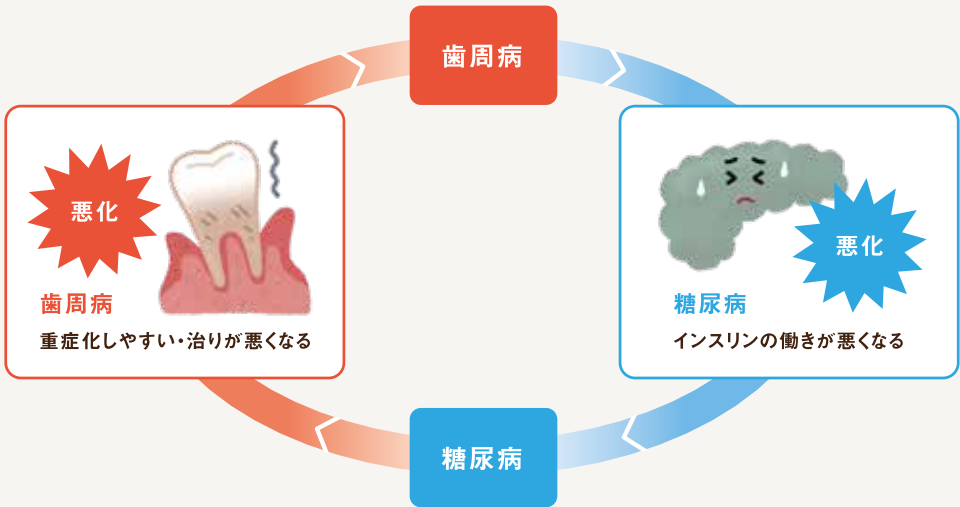 歯周病
悪化
歯周病
重症化しやすい・治りが悪くなる
悪化
糖尿病
インスリンの働きが悪くなる
糖尿病